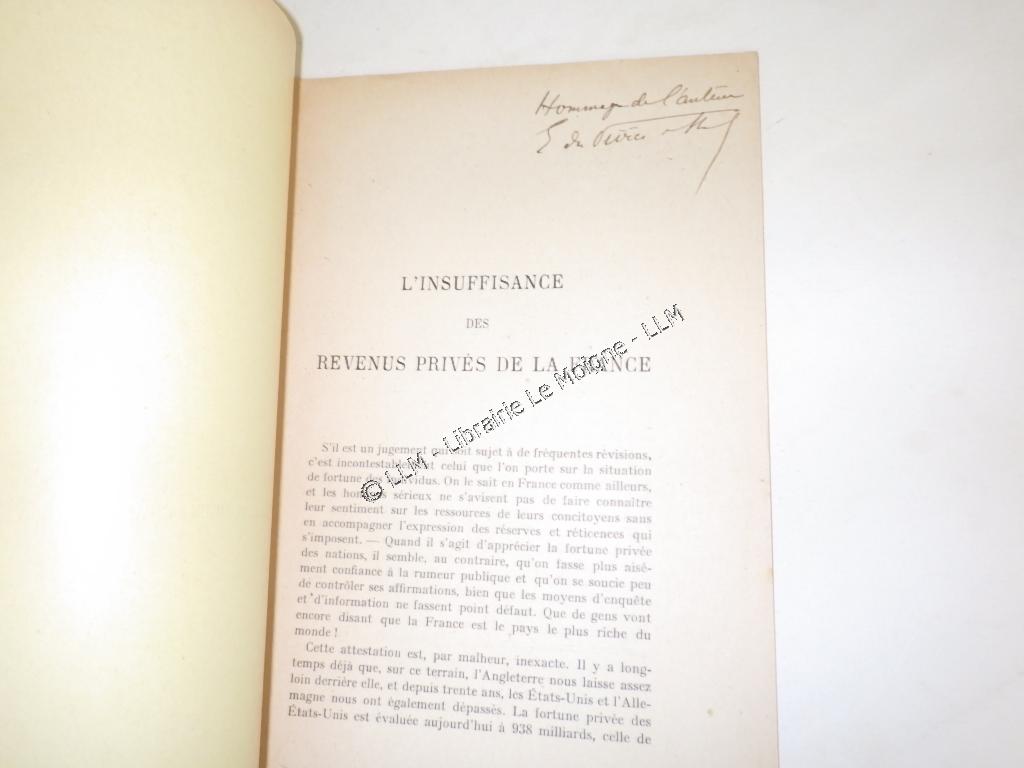 Hommage de l'auteur
E du
L'INSUFFISANCE
DES
REVENUS PRIVÉS DE LA FRANCE
© LLM - Librairie Le Moigne - LLM
S'il est un jugement qui soit sujet à de fréquentes révisions,
c'est incontestablement celui que l'on porte sur la situation
de fortune des individus. On le sait en France comme ailleurs,
et les hommes sérieux ne s'avisent pas de faire connaître
leur sentiment sur les ressources de leurs concitoyens sans
en accompagner l'expression des réserves et réticences qui
s'imposent. — Quand il s'agit d'apprécier la fortune privée
des nations, il semble, au contraire, qu'on fasse plus aisé-
ment confiance à la rumeur publique et qu'on se soucie peu
de contrôler ses affirmations, bien que les moyens d'enquête
et d'information ne fassent point défaut. Que de gens vont
encore disant que la France est le pays le plus riche du
monde !
Cette attestation est, par malheur, inexacte. Il y a long-
temps déjà que, sur ce terrain, l'Angleterre nous laisse assez
loin derrière elle, et depuis trente ans, les États-Unis et l'Alle-
magne nous ont également dépassés. La fortune privée des
États-Unis est évaluée aujourd'hui à 938 milliards, celle de